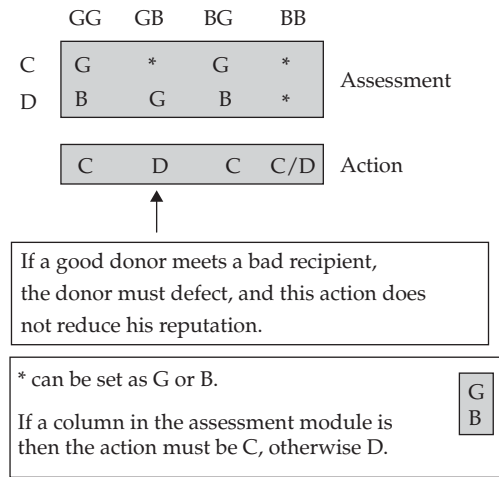 GG GB BG BB
C G * G *
D B G B *
Assessment
C D C C/D Action
If a good donor meets a bad recipient,
the donor must defect, and this action does
not reduce his reputation.
* can be set as G or B.
If a column in the assessment module is
G
B
then the action must be C, otherwise D.